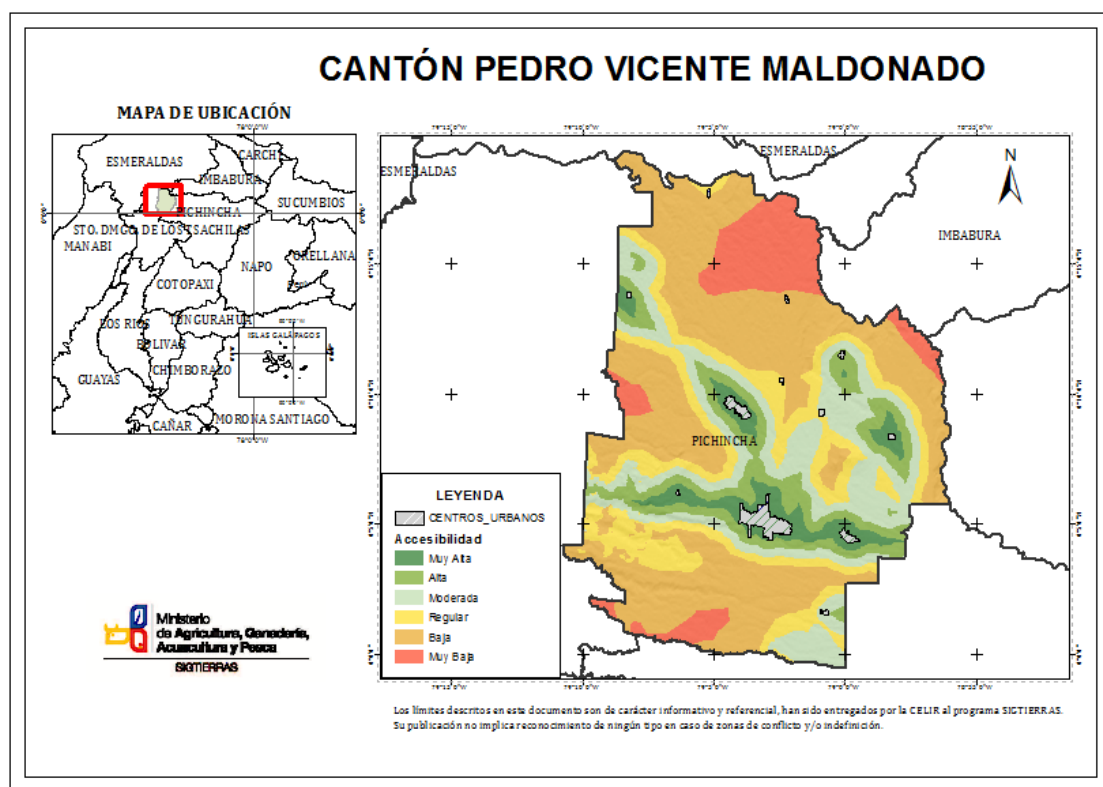 CANTÓN PEDRO VICENTE MALDONADO
MAPA DE UBICACIÓN
ESMERALDAS
CARCHI
IMBABURA
PICHINCHA
SUCUMBIOS
STO. DMGO. DE LOS TSACHILAS
MANABI
ORELLANA
NAPO
COTOPAXI
TUNGURAHUA
LOS RIOS
BOLIVAR
ISLAS GALÁPAGOS
CHIMBORAZO
GUAYAS
MORONA SANTIAGO
CAÑAR
ESMERALDAS
ESMERALDAS
N
IMBABURA
PICHINCHA
LEYENDA
CENTROS_URBANOS
Accesibilidad
Muy Alta
Alta
Moderada
Regular
Baja
Muy Baja
Ministerio
de Agricultura, Ganadería,
Acuacultura y Pesca
SIGTIERRAS
Los límites descritos en este documento son de carácter informativo y referencial, han sido entregados por la CELIR al programa SIGTIERRAS.
Su publicación no implica reconocimiento de ningún tipo en caso de zonas de conflicto y/o indefinición.